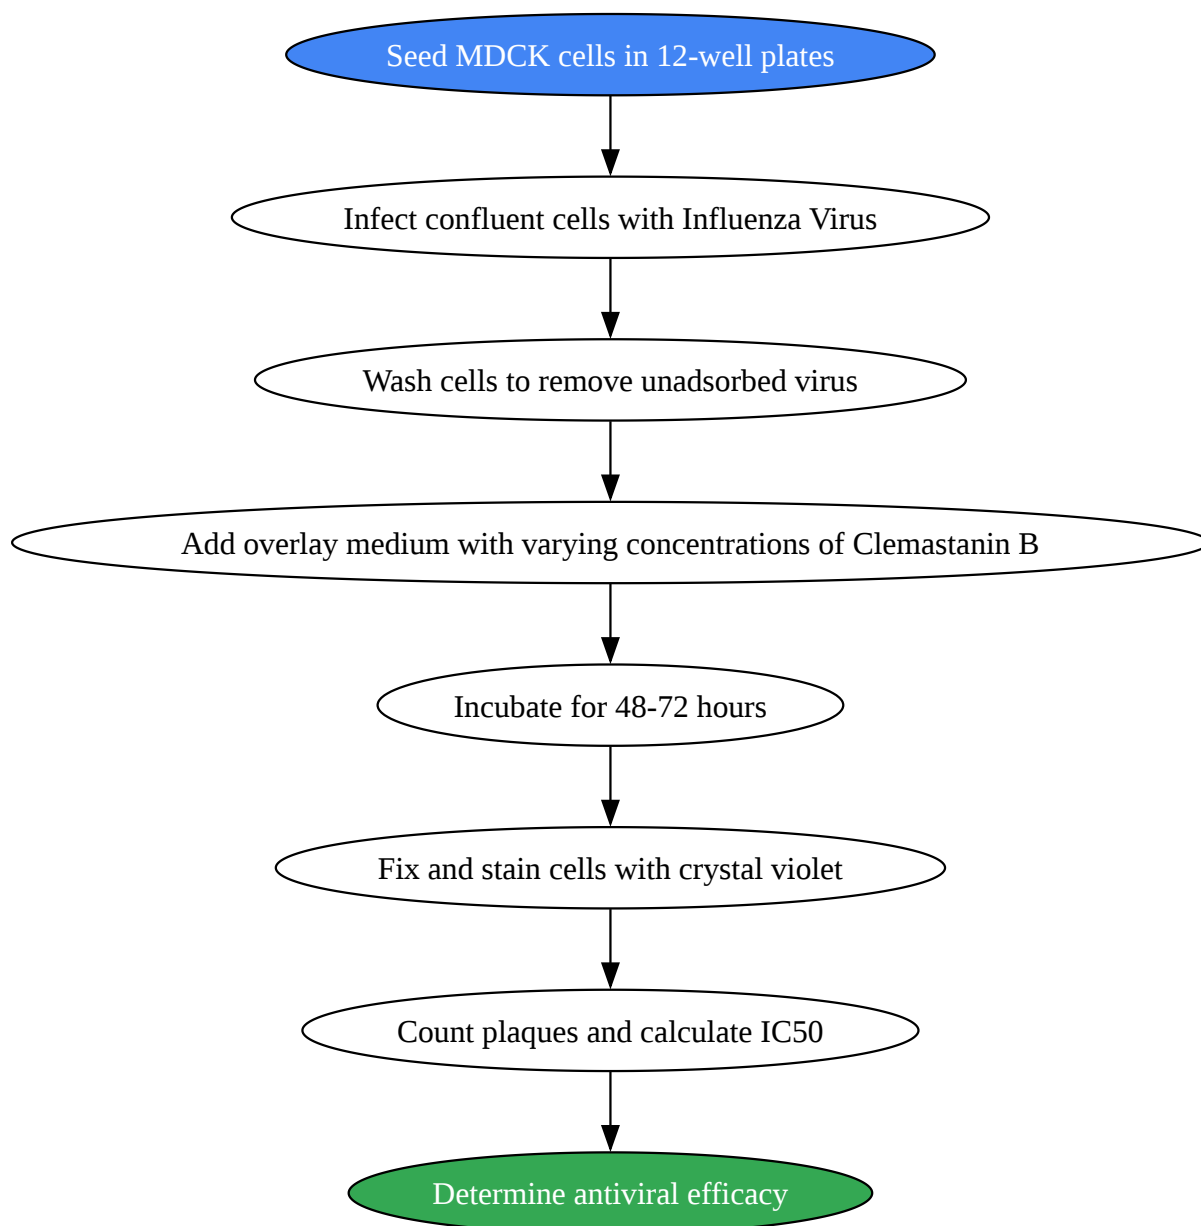 Seed MDCK cells in 12-well plates
Infect confluent cells with Influenza Virus
Wash cells to remove unadsorbed virus
Add overlay medium with varying concentrations of Clemastanin B
Incubate for 48-72 hours
Fix and stain cells with crystal violet
Count plaques and calculate IC50
Determine antiviral efficacy